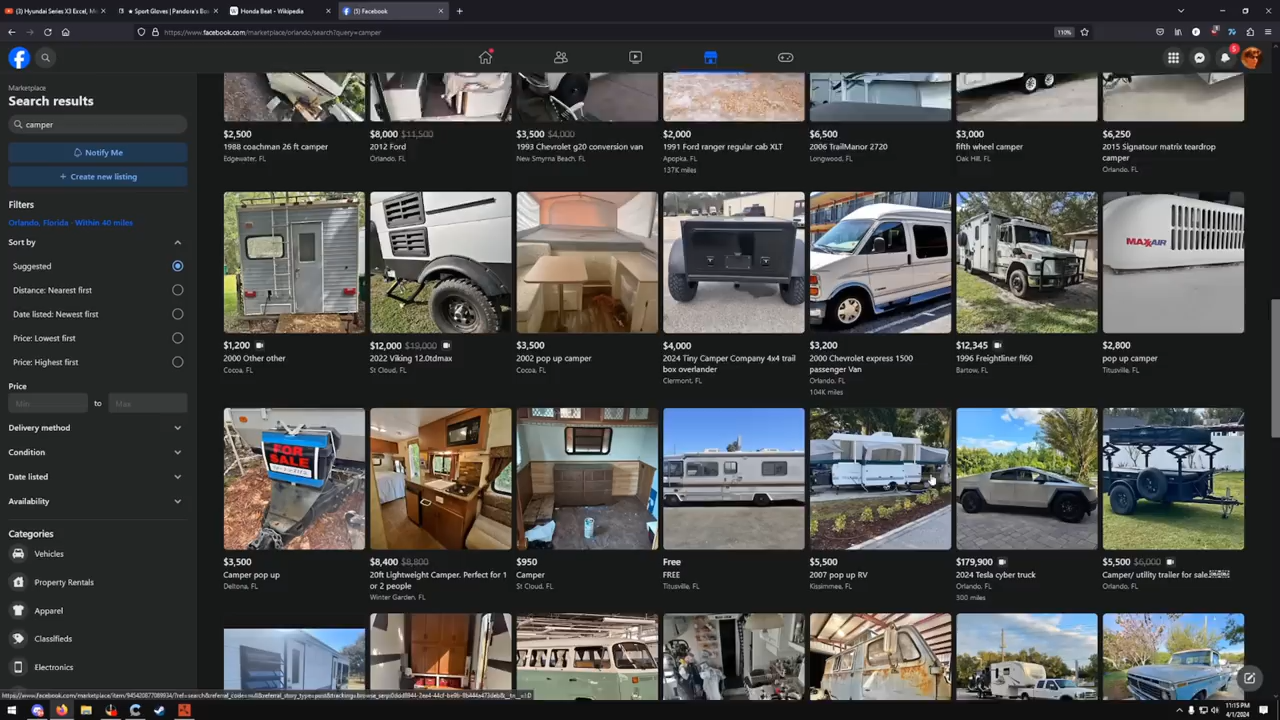 (3) Hyundai Series X3 Excel, M
★ Sport Gloves | Pandora's Bo
Honda Beat - Wikipedia
(5) Facebook
https://www.facebook.com/marketplace/orlando/search?query=camper
110%
5
Marketplace
Search results
camper
Notify Me
+ Create new listing
Filters
Orlando, Florida · Within 40 miles
Sort by
Suggested
Distance: Nearest first
Date listed: Newest first
Price: Lowest first
Price: Highest first
Price
Min
to
Max
Delivery method
Condition
Date listed
Availability
Categories
Vehicles
Property Rentals
Apparel
Classifieds
Electronics
$2,500
1988 coachman 26 ft camper
Edgewater, FL
$8,000 $11,500
2012 Ford
Orlando, FL
$3,500 $4,000
1993 Chevrolet g20 conversion van
New Smyrna Beach, FL
$2,000
1991 Ford ranger regular cab XLT
Apopka, FL
137K miles
$6,500
2006 TrailManor 2720
Longwood, FL
$3,000
fifth wheel camper
Oak Hill, FL
$6,250
2015 Signatour matrix teardrop
camper
Orlando, FL
$1,200
2000 Other other
Cocoa, FL
$12,000 $19,000
2022 Viking 12.0tdmax
St Cloud, FL
$3,500
2002 pop up camper
Cocoa, FL
$4,000
2024 Tiny Camper Company 4x4 trail
box overlander
Clermont, FL
$3,200
2000 Chevrolet express 1500
passenger Van
Orlando, FL
104K miles
$12,345
1996 Freightliner fl60
Bartow, FL
MAXXAIR
$2,800
pop up camper
Titusville, FL
FOR
SALE
$3,500
Camper pop up
Deltona, FL
$8,400 $8,800
20ft Lightweight Camper. Perfect for 1
or 2 people
Winter Garden, FL
$950
Camper
St Cloud, FL
Free
FREE
Titusville, FL
$5,500
2007 pop up RV
Kissimmee, FL
$179,900
2024 Tesla cyber truck
Orlando, FL
300 miles
$5,500 $6,000
Camper/ utility trailer for sale
Orlando, FL
11:15 PM
4/1/2024